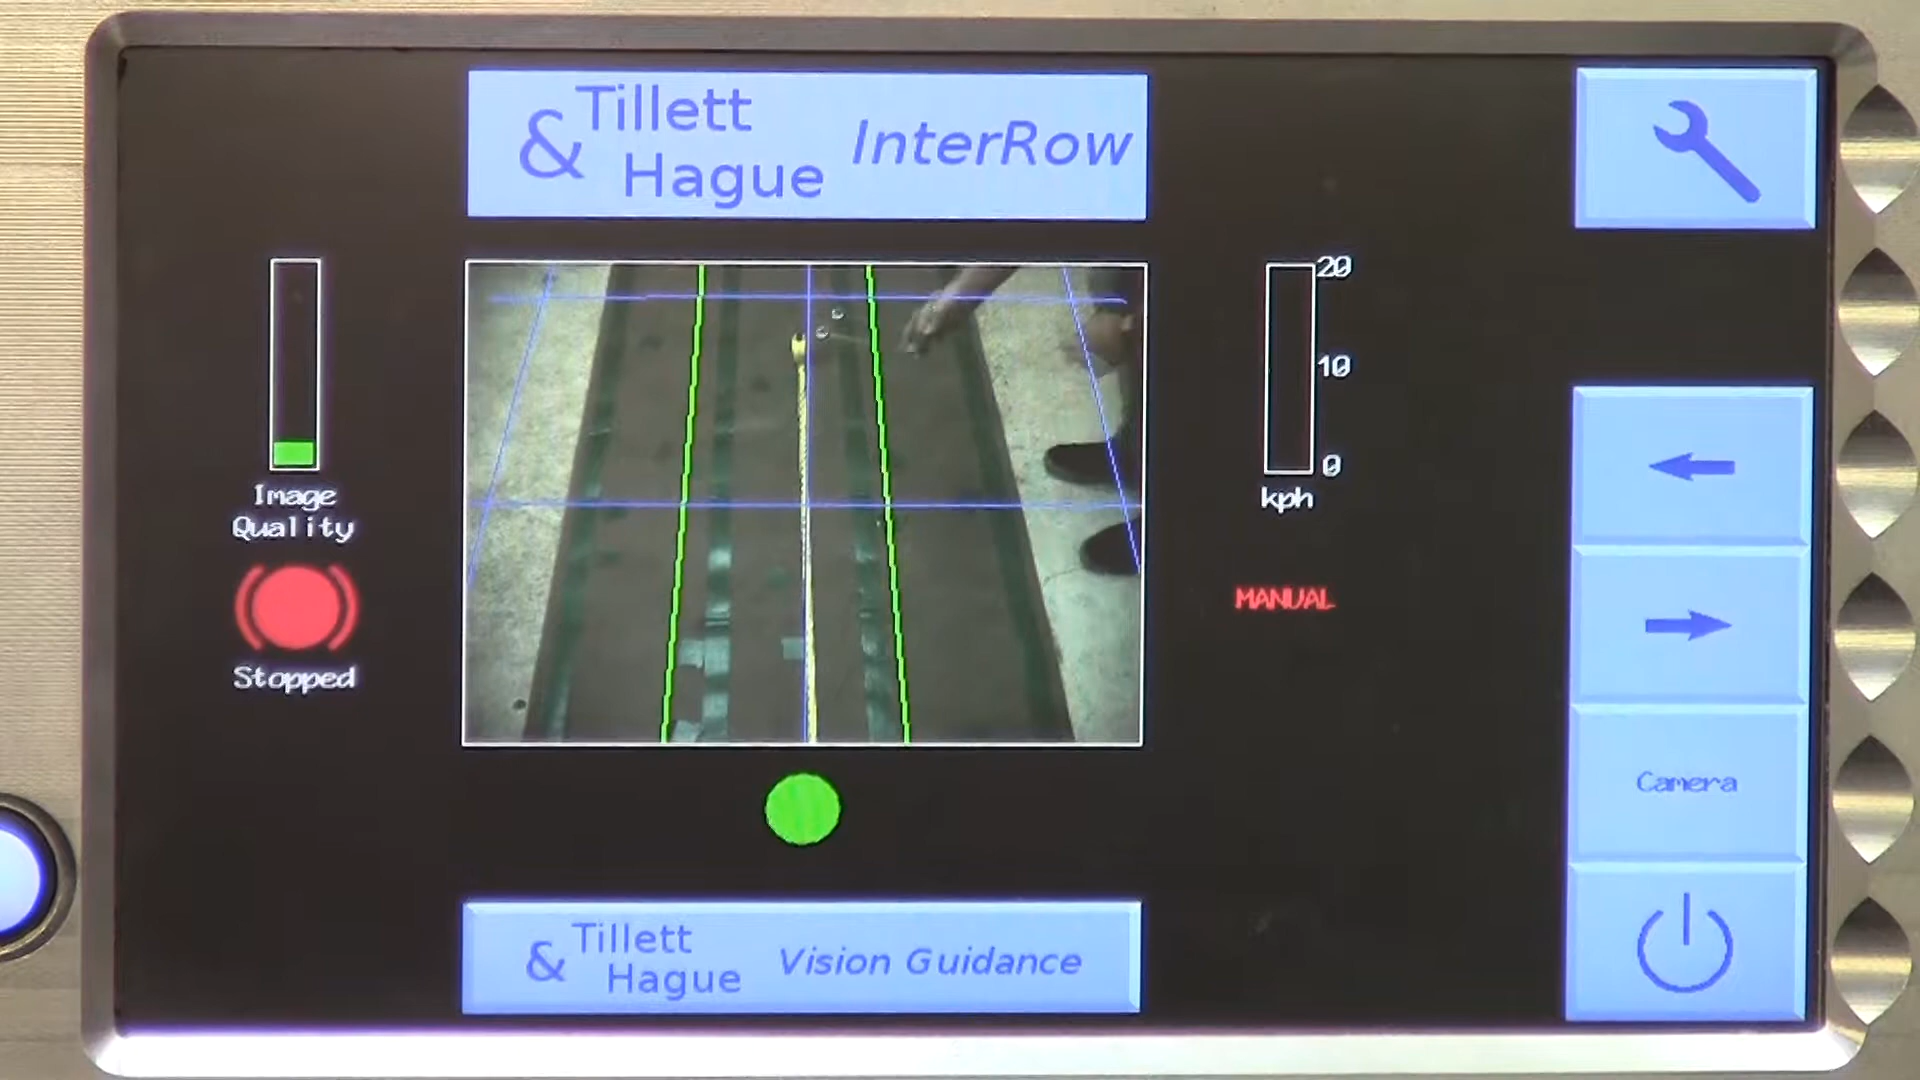 Tillett
& Hague
InterRow
20
10
0
kph
Image
Quality
Stopped
MANUAL
Camera
Tillett
& Hague
Vision Guidance